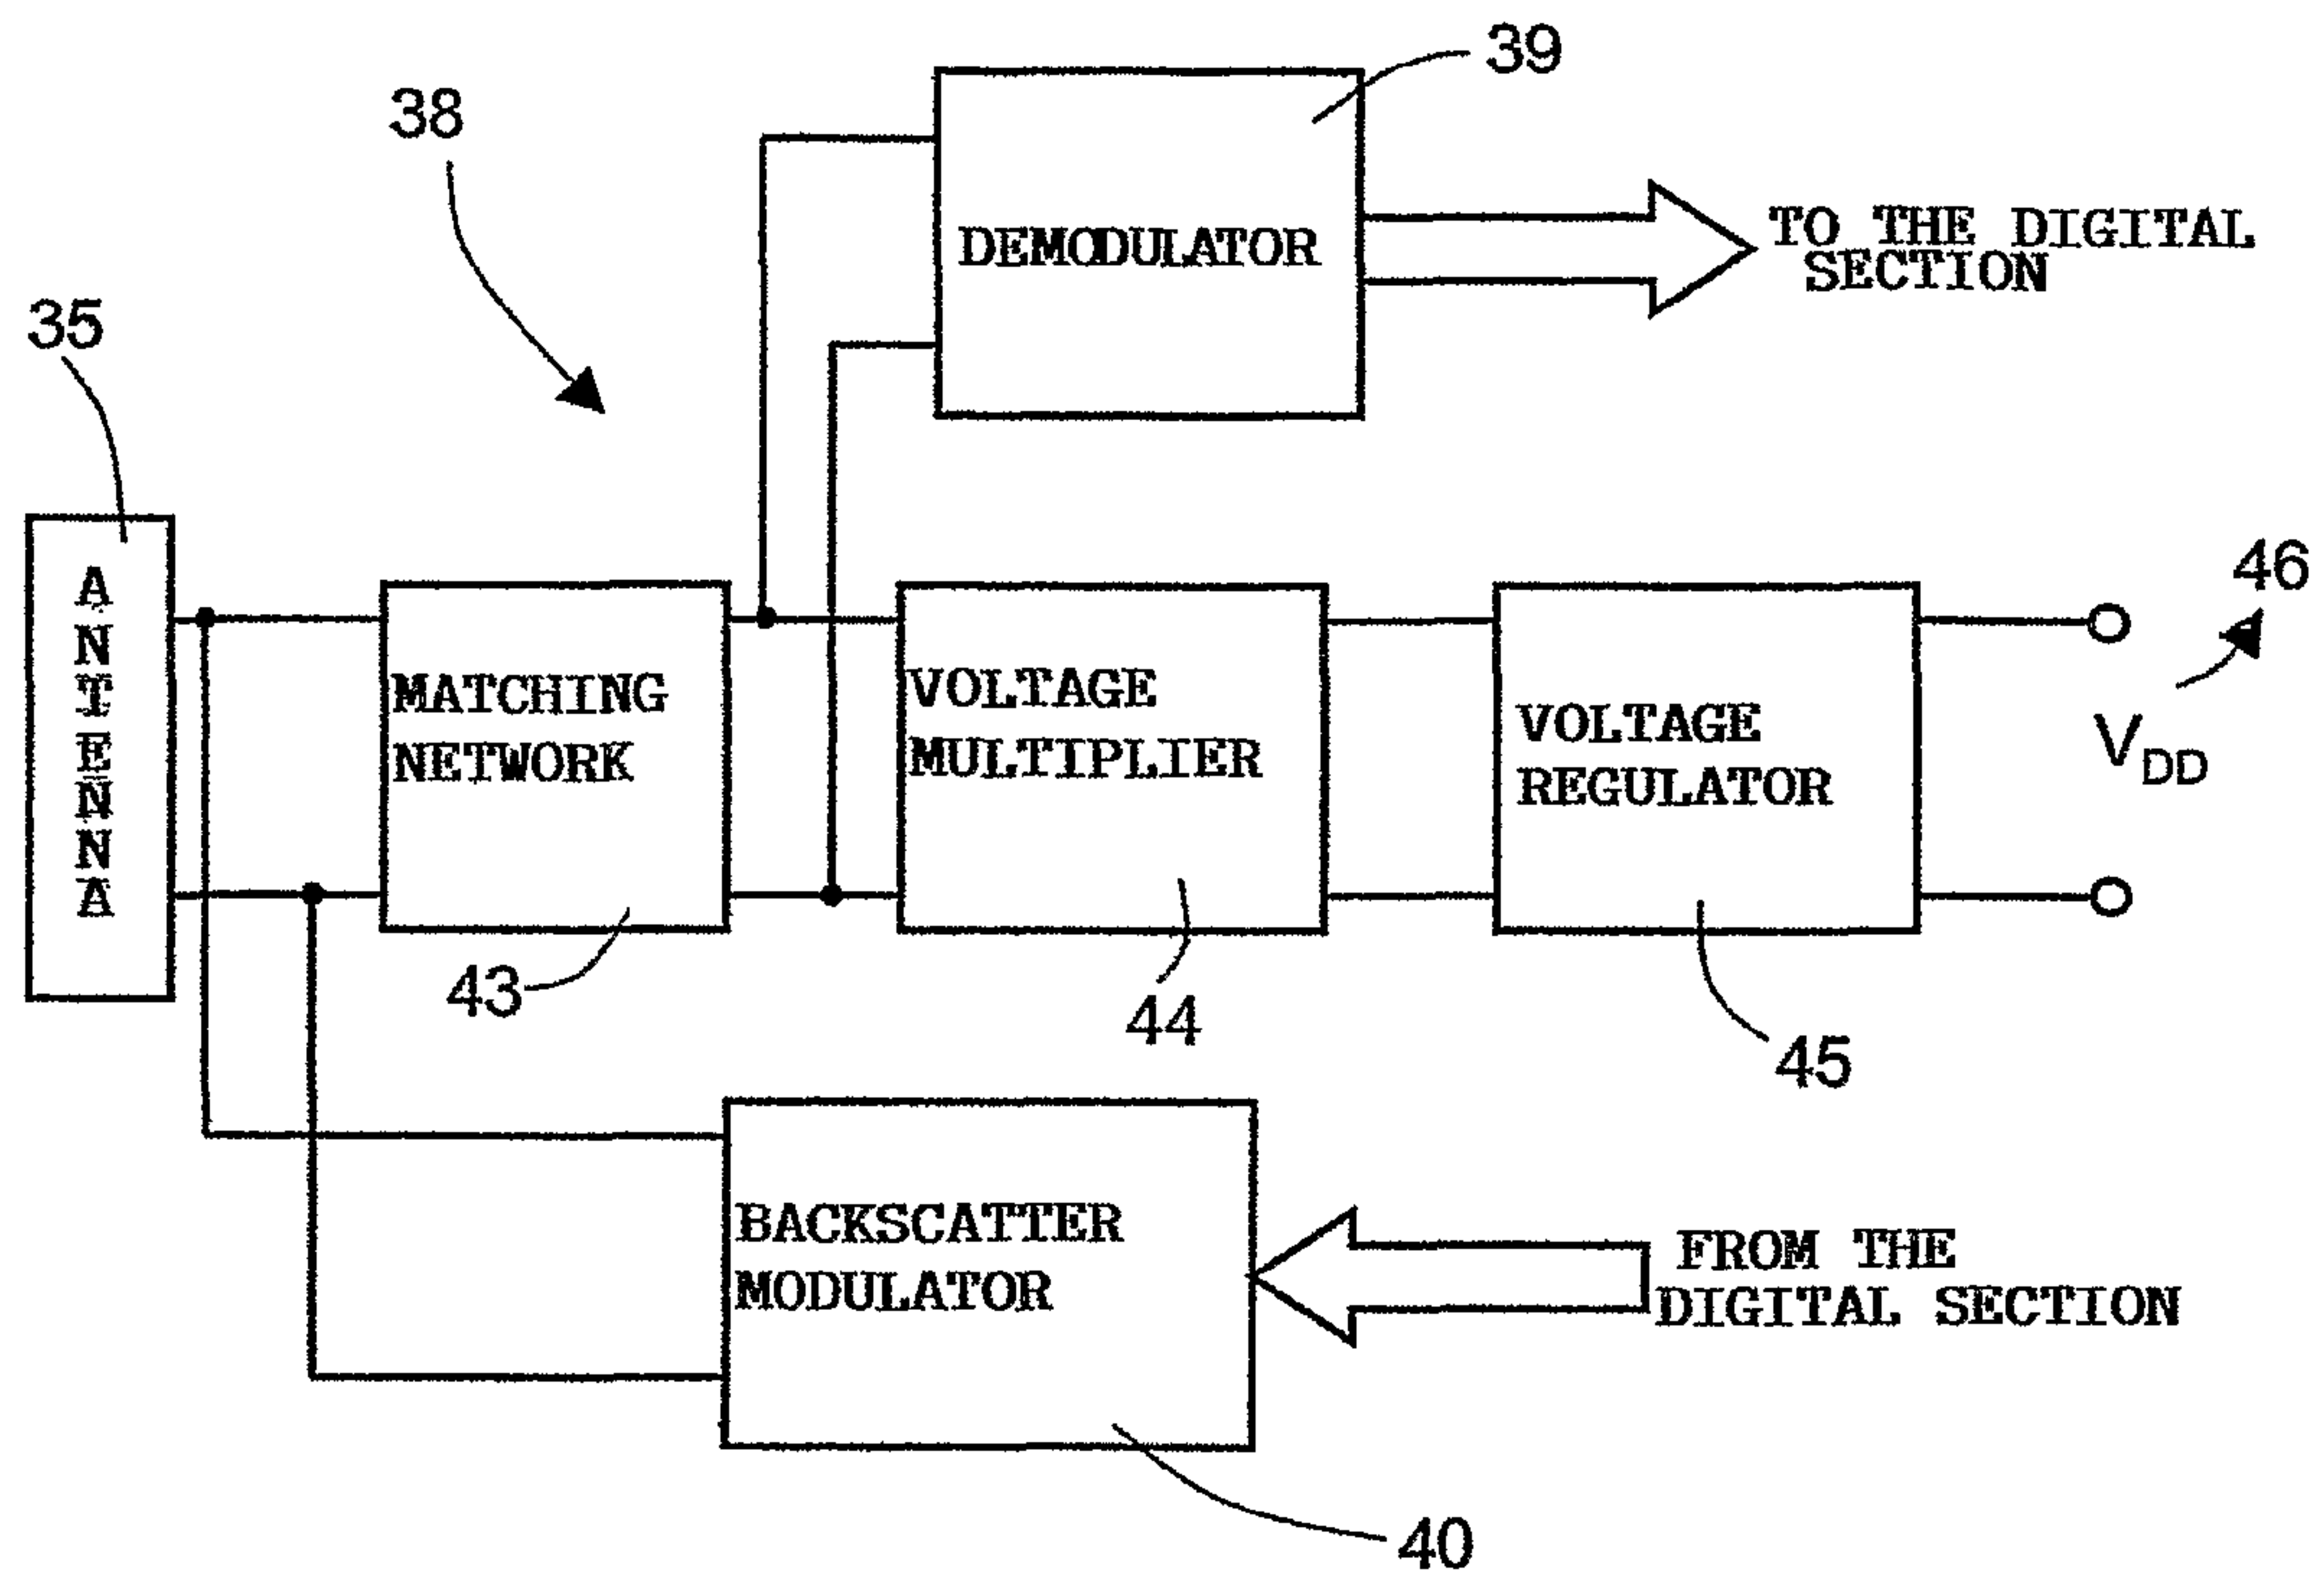 39
38
DEMODULATOR
TO THE DIGITAL
SECTION
35
ANTENNA
46
MATCHING
NETWORK
VOLTAGE
MULTIPLIER
VOLTAGE
REGULATOR
VDD
43
44
45
BACKSCATTER
MODULATOR
FROM THE
DIGITAL SECTION
40